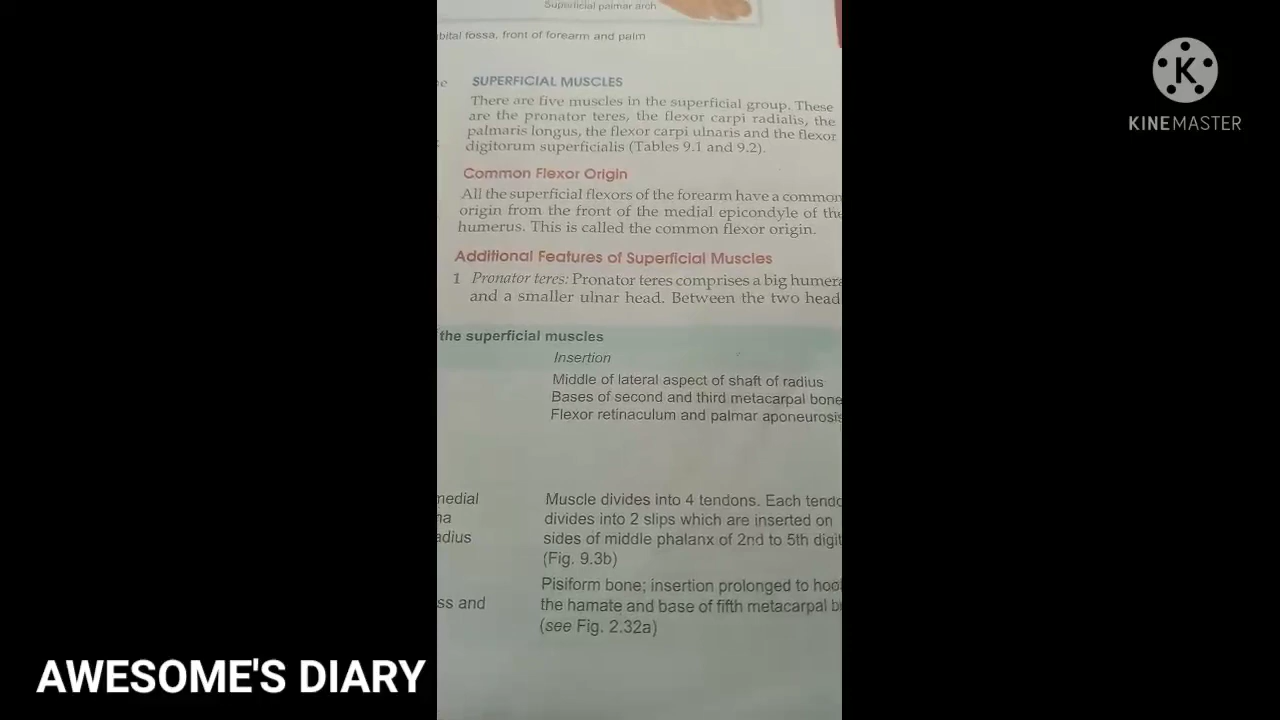 Superficial palmar arch
bital fossa, front of forearm and palm
SUPERFICIAL MUSCLES
There are five muscles in the superficial group. These
are the pronator teres, the flexor carpi radialis, the
palmaris longus, the flexor carpi ulnaris and the flexor
digitorum superficialis (Tables 9.1 and 9.2).
Common Flexor Origin
All the superficial flexors of the forearm have a common
origin from the front of the medial epicondyle of the
humerus. This is called the common flexor origin.
Additional Features of Superficial Muscles
1 Pronator teres: Pronator teres comprises a big humera
and a smaller ulnar head. Between the two head
the superficial muscles
Insertion
Middle of lateral aspect of shaft of radius
Bases of second and third metacarpal bone
Flexor retinaculum and palmar aponeurosis
medial
na
adius
Muscle divides into 4 tendons. Each tendo
divides into 2 slips which are inserted on
sides of middle phalanx of 2nd to 5th digit
(Fig. 9.3b)
ss and
Pisiform bone; insertion prolonged to hoo
the hamate and base of fifth metacarpal b
(see Fig. 2.32a)
K
KINEMASTER
AWESOME'S DIARY